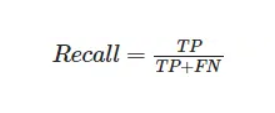 Recall = TP / TP+FN